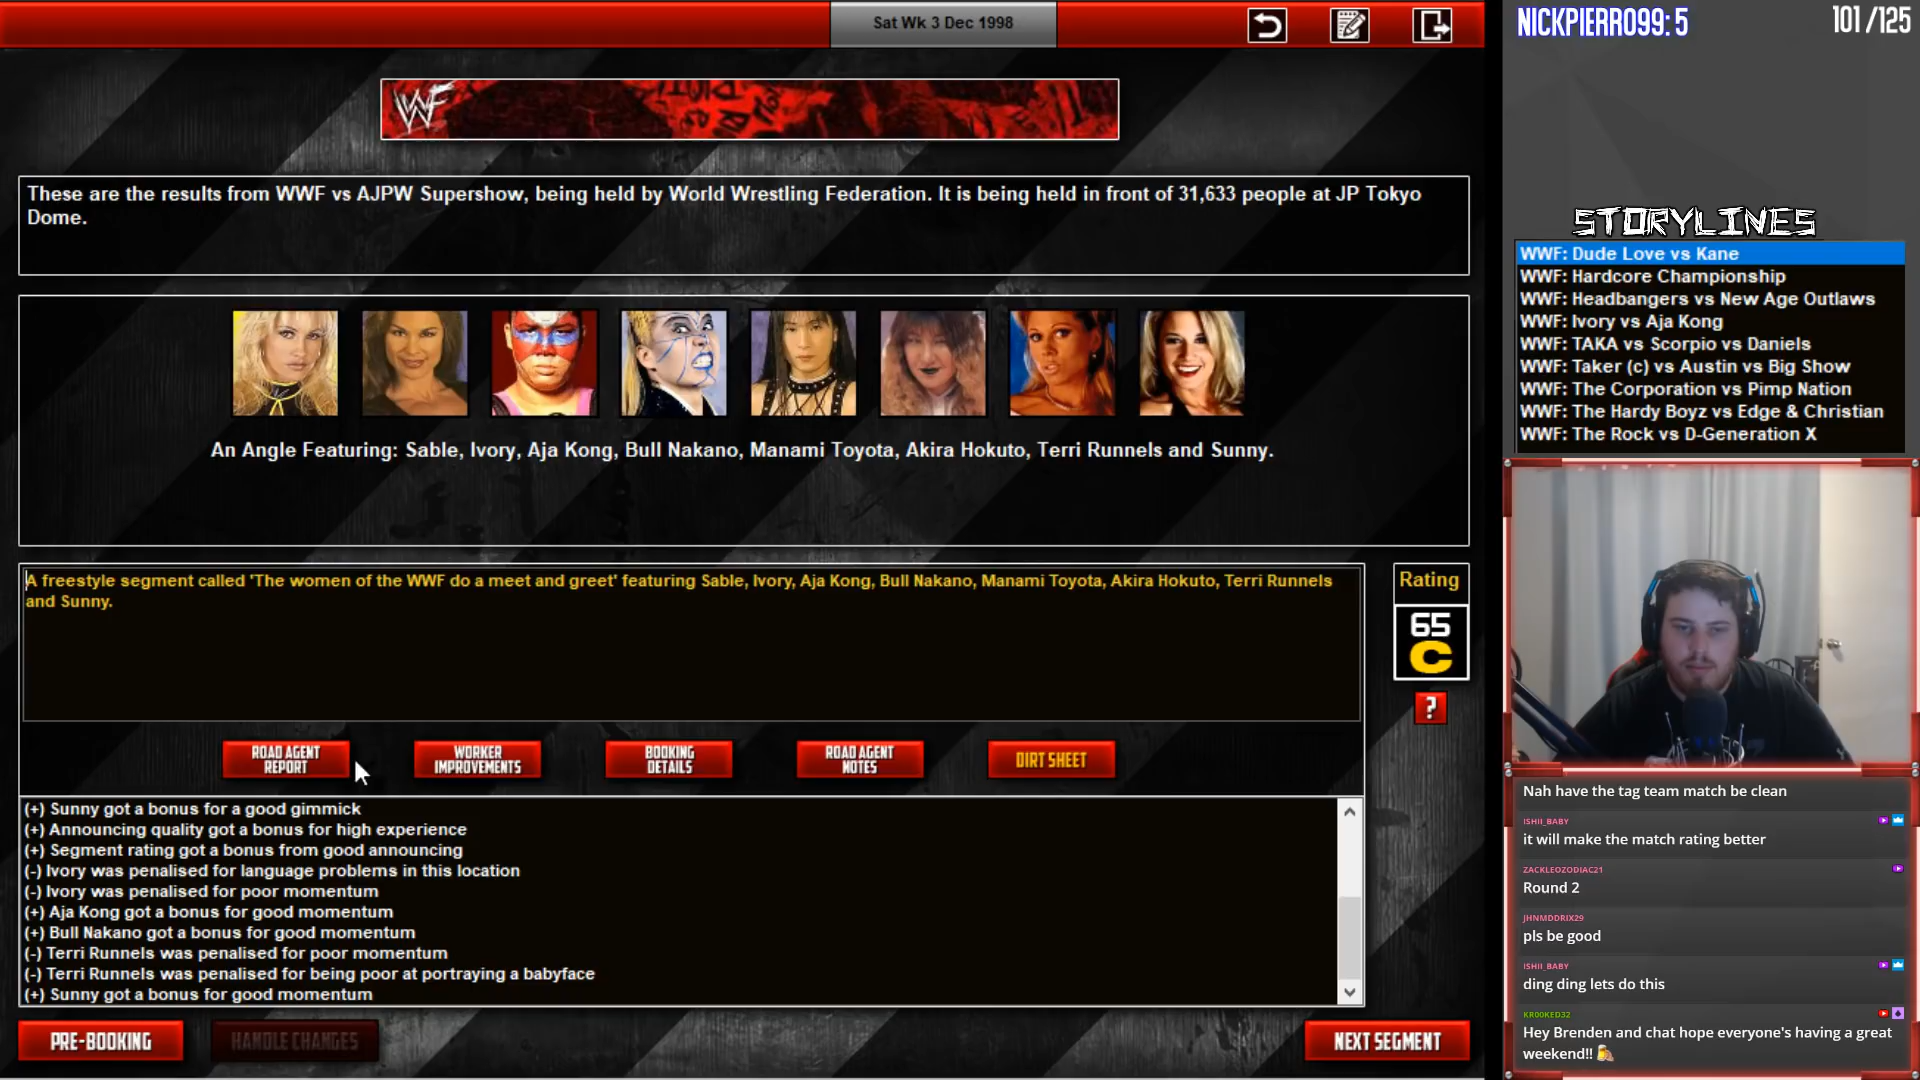 Sat Wk 3 Dec 1998
NICKPIERRO99: 5
101 /125
WF
These are the results from WWF vs AJPW Supershow, being held by World Wrestling Federation. It is being held in front of 31,633 people at JP Tokyo
Dome.
An Angle Featuring: Sable, Ivory, Aja Kong, Bull Nakano, Manami Toyota, Akira Hokuto, Terri Runnels and Sunny.
A freestyle segment called 'The women of the WWF do a meet and greet' featuring Sable, Ivory, Aja Kong, Bull Nakano, Manami Toyota, Akira Hokuto, Terri Runnels
and Sunny.
Rating
65
C
?
ROAD AGENT
REPORT
WORKER
IMPROVEMENTS
BOOKING
DETAILS
ROAD AGENT
NOTES
DIRT SHEET
(+) Sunny got a bonus for a good gimmick
(+) Announcing quality got a bonus for high experience
(+) Segment rating got a bonus from good announcing
(-) Ivory was penalised for language problems in this location
(-) Ivory was penalised for poor momentum
(+) Aja Kong got a bonus for good momentum
(+) Bull Nakano got a bonus for good momentum
(-) Terri Runnels was penalised for poor momentum
(-) Terri Runnels was penalised for being poor at portraying a babyface
(+) Sunny got a bonus for good momentum
PRE-BOOKING
HANDLE CHANGES
NEXT SEGMENT
STORYLINES
WWF: Dude Love vs Kane
WWF: Hardcore Championship
WWF: Headbangers vs New Age Outlaws
WWF: Ivory vs Aja Kong
WWF: TAKA vs Scorpio vs Daniels
WWF: Taker (c) vs Austin vs Big Show
WWF: The Corporation vs Pimp Nation
WWF: The Hardy Boyz vs Edge & Christian
WWF: The Rock vs D-Generation X
Nah have the tag team match be clean
ISHII_BABY
it will make the match rating better
ZACKLEOZODIAC21
Round 2
JHNMDDRIX29
pls be good
ISHII_BABY
ding ding lets do this
KR00KED32
Hey Brenden and chat hope everyone's having a great
weekend!!